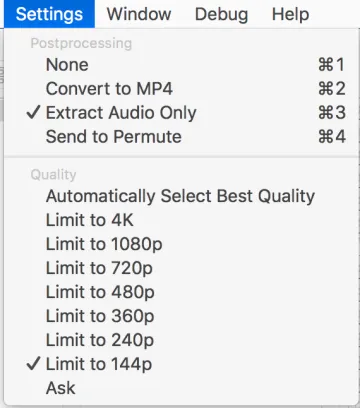 Settings Window Debug Help
Postprocessing
None ⌘1
Convert to MP4 ⌘2
✓ Extract Audio Only ⌘3
Send to Permute ⌘4
Quality
Automatically Select Best Quality
Limit to 4K
Limit to 1080p
Limit to 720p
Limit to 480p
Limit to 360p
Limit to 240p
✓ Limit to 144p
Ask